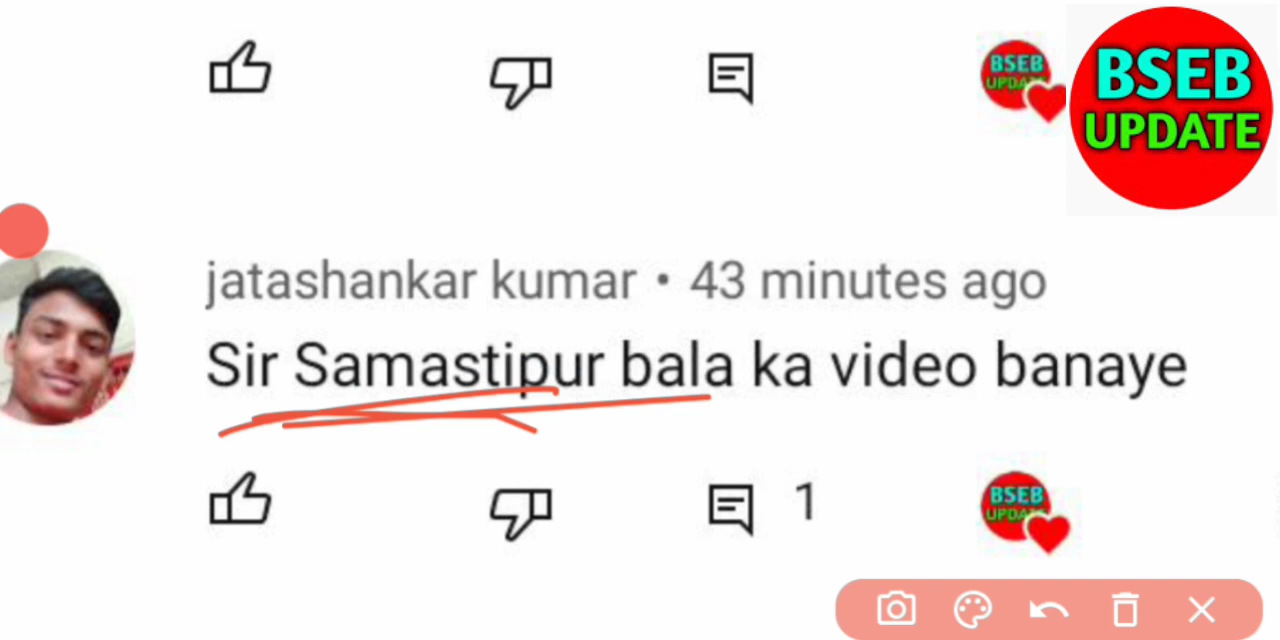 BSEB
UPDATE
BSEB
UPDATE
jatashankar kumar • 43 minutes ago
Sir Samastipur bala ka video banaye
1
BSEB
UPDATE